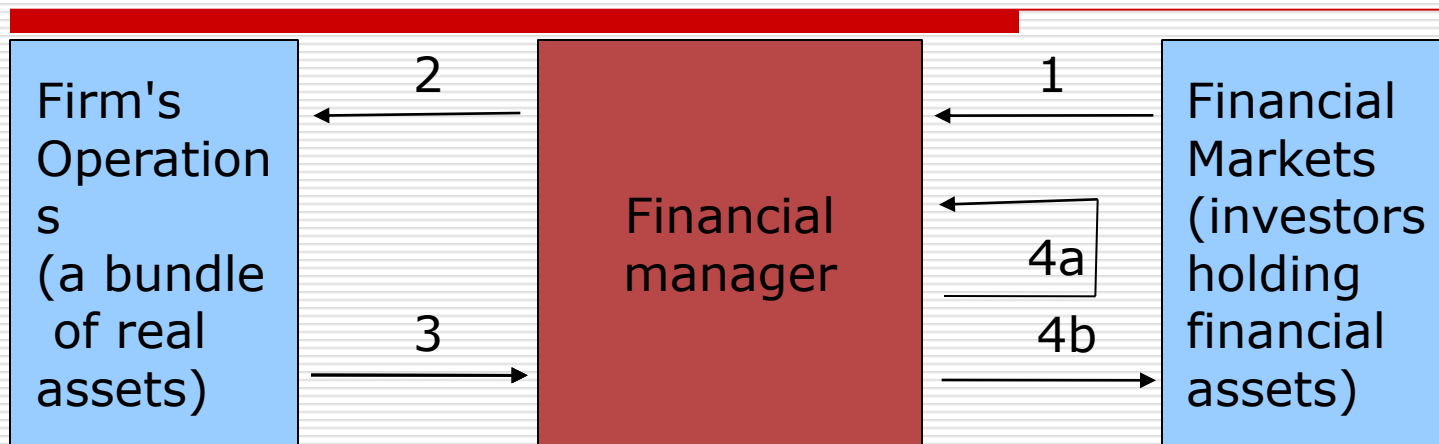 Firm's
Operation
s
(a bundle
of real
assets)
2
3
Financial
manager
1
4a
4b
Financial
Markets
(investors
holding
financial
assets)